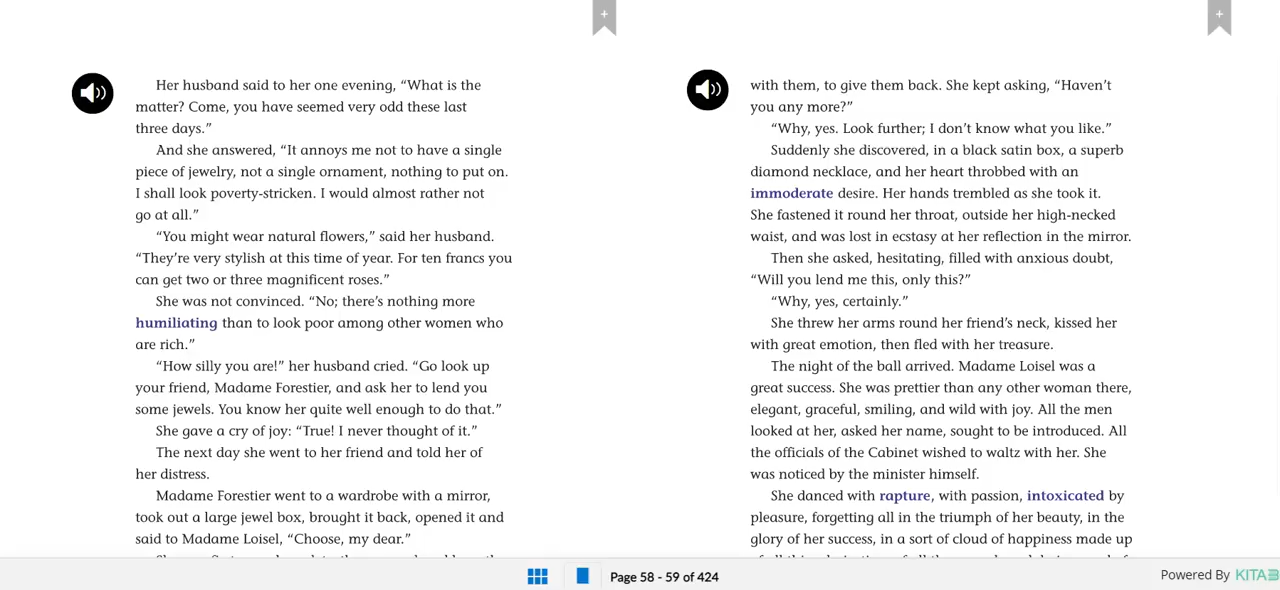 Her husband said to her one evening, “What is the
matter? Come, you have seemed very odd these last
three days.”
And she answered, “It annoys me not to have a single
piece of jewelry, not a single ornament, nothing to put on.
I shall look poverty-stricken. I would almost rather not
go at all.”
“You might wear natural flowers,” said her husband.
“They’re very stylish at this time of year. For ten francs you
can get two or three magnificent roses.”
She was not convinced. “No; there’s nothing more
humiliating than to look poor among other women who
are rich.”
“How silly you are!” her husband cried. “Go look up
your friend, Madame Forestier, and ask her to lend you
some jewels. You know her quite well enough to do that.”
She gave a cry of joy: “True! I never thought of it.”
The next day she went to her friend and told her of
her distress.
Madame Forestier went to a wardrobe with a mirror,
took out a large jewel box, brought it back, opened it and
said to Madame Loisel, “Choose, my dear.”
with them, to give them back. She kept asking, “Haven’t
you any more?”
“Why, yes. Look further; I don’t know what you like.”
Suddenly she discovered, in a black satin box, a superb
diamond necklace, and her heart throbbed with an
immoderate desire. Her hands trembled as she took it.
She fastened it round her throat, outside her high-necked
waist, and was lost in ecstasy at her reflection in the mirror.
Then she asked, hesitating, filled with anxious doubt,
“Will you lend me this, only this?”
“Why, yes, certainly.”
She threw her arms round her friend’s neck, kissed her
with great emotion, then fled with her treasure.
The night of the ball arrived. Madame Loisel was a
great success. She was prettier than any other woman there,
elegant, graceful, smiling, and wild with joy. All the men
looked at her, asked her name, sought to be introduced. All
the officials of the Cabinet wished to waltz with her. She
was noticed by the minister himself.
She danced with rapture, with passion, intoxicated by
pleasure, forgetting all in the triumph of her beauty, in the
glory of her success, in a sort of cloud of happiness made up
Page 58 - 59 of 424
Powered By KITAB